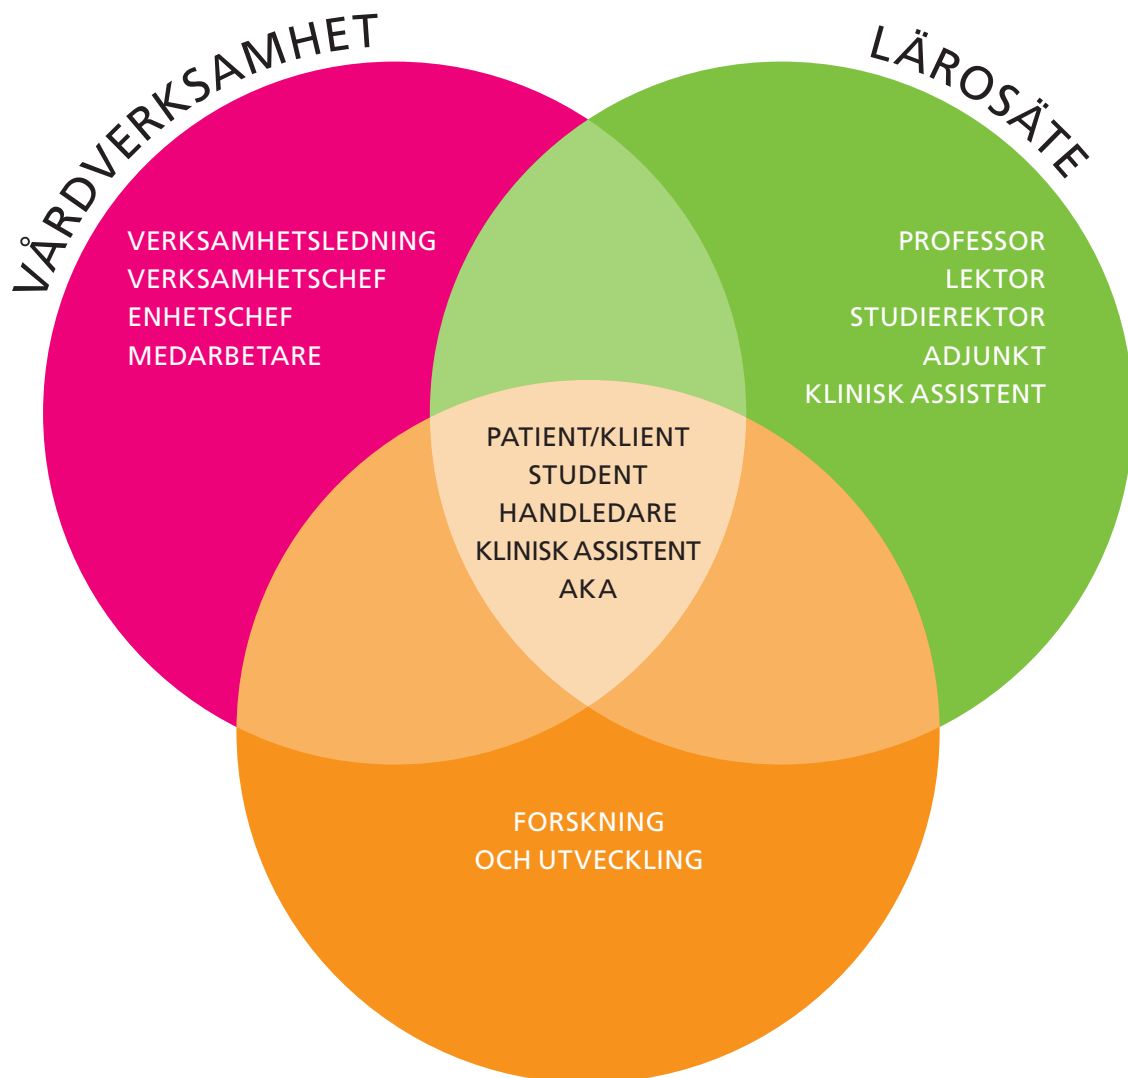 VÅRDVERKSAMHET
LÄROSÄTE
VERKSAMHETSLEDNING
VERKSAMHETSCHEF
ENHETSCHEF
MEDARBETARE
PROFESSOR
LEKTOR
STUDIEREKTOR
ADJUNKT
KLINISK ASSISTENT
PATIENT/KLIENT
STUDENT
HANDLEDARE
KLINISK ASSISTENT
AKA
FORSKNING
OCH UTVECKLING